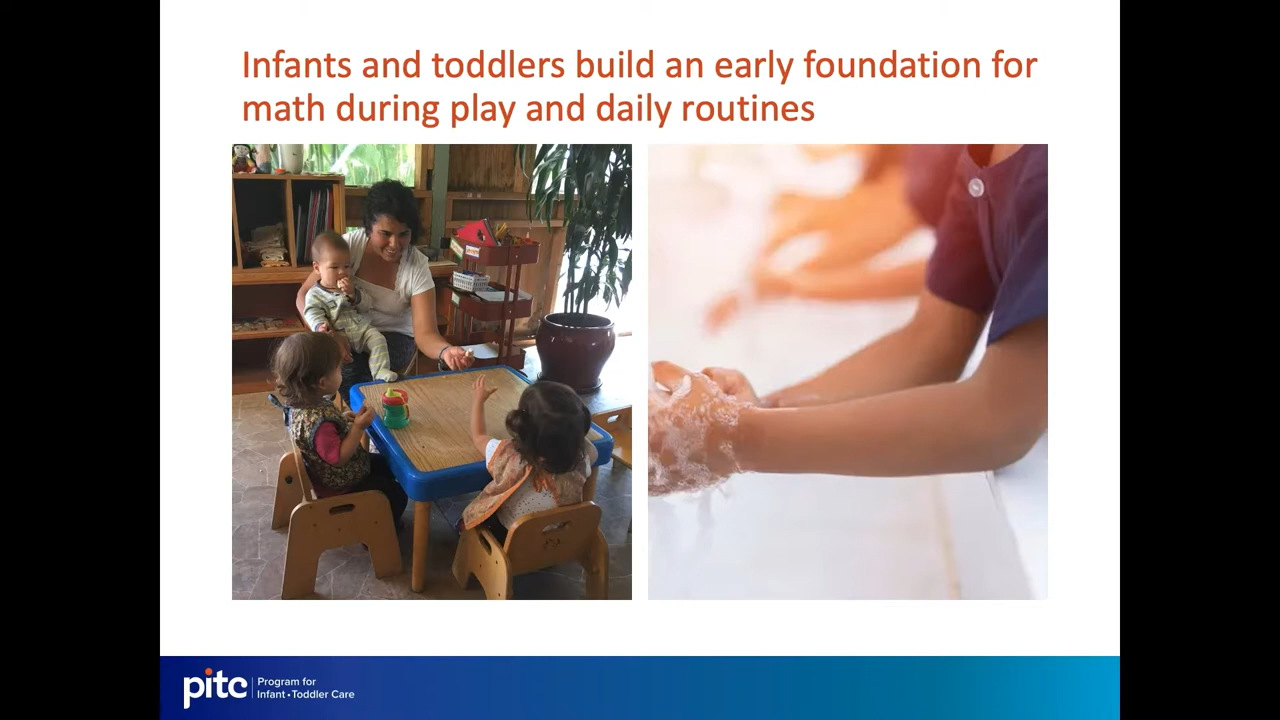 Infants and toddlers build an early foundation for
math during play and daily routines
pitc
Program for
Infant • Toddler Care